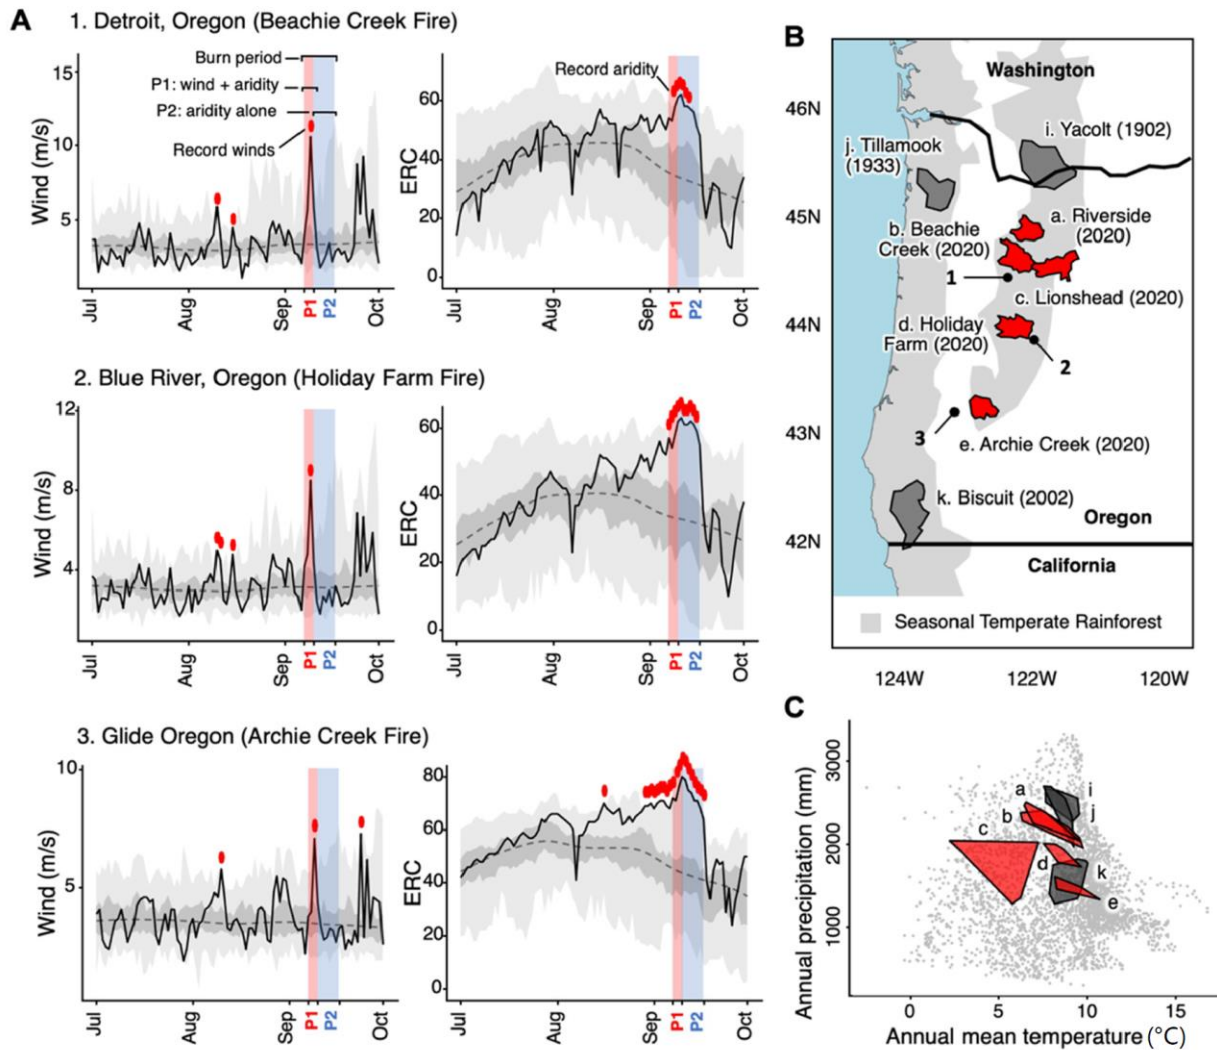 A
1. Detroit, Oregon (Beachie Creek Fire)
Burn period
P1: wind + aridity
P2: aridity alone
Record winds
Wind (m/s)
15
10
5
Jul
Aug
Sep
P1
P2
Oct
Record aridity
ERC
60
40
20
0
Jul
Aug
Sep
P1
P2
Oct
2. Blue River, Oregon (Holiday Farm Fire)
Wind (m/s)
12
8
4
Jul
Aug
Sep
P1
P2
Oct
ERC
60
40
20
0
Jul
Aug
Sep
P1
P2
Oct
3. Glide Oregon (Archie Creek Fire)
Wind (m/s)
10
5
Jul
Aug
Sep
P1
P2
Oct
ERC
80
60
40
20
0
Jul
Aug
Sep
P1
P2
Oct
B
46N
45N
44N
43N
42N
Washington
i. Yacolt (1902)
j. Tillamook
(1933)
a. Riverside
(2020)
b. Beachie
Creek (2020)
1
c. Lionshead (2020)
d. Holiday
Farm (2020)
2
3
e. Archie Creek (2020)
k. Biscuit (2002)
Oregon
California
Seasonal Temperate Rainforest
124W
122W
120W
C
Annual precipitation (mm)
3000
2000
1000
a
b
c
d
i
j
k
e
0
5
10
15
Annual mean temperature (°C)